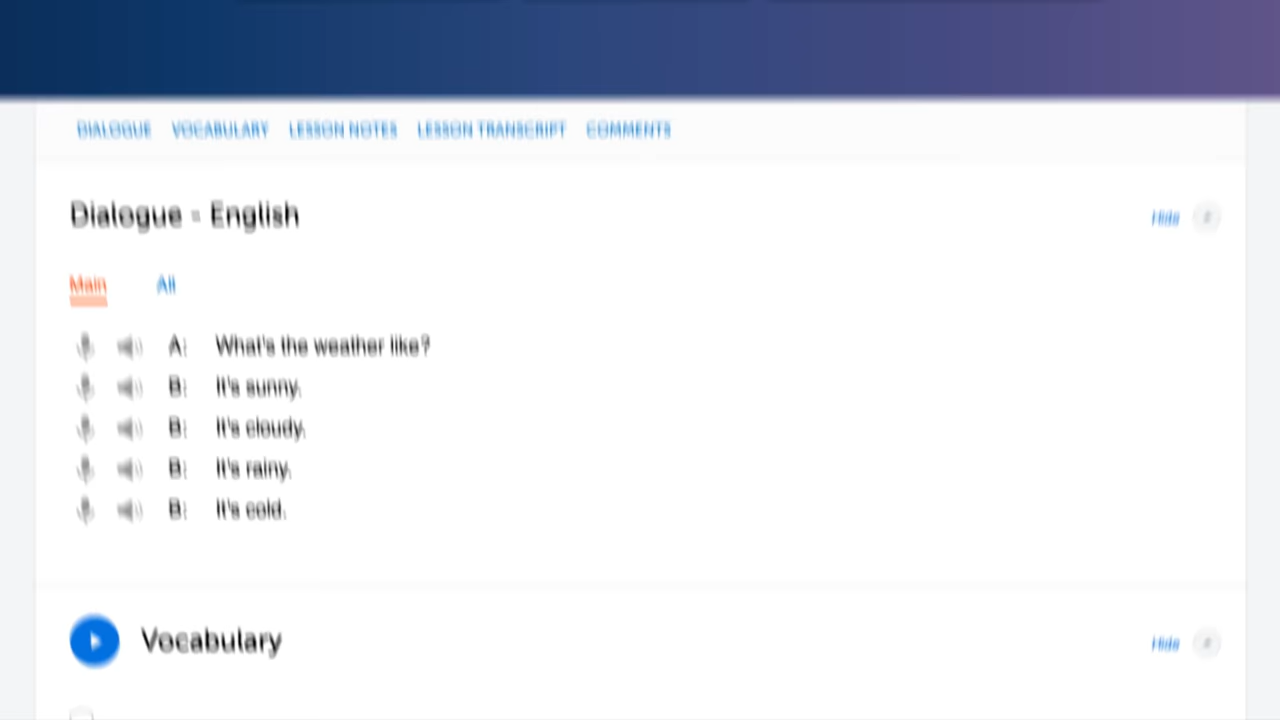 DIALOGUE VOCABULARY LESSON NOTES LESSON TRANSCRIPT COMMENTS
Dialogue - English Hide
Main All
A: What's the weather like?
B: It's sunny.
B: It's cloudy.
B: It's rainy.
B: It's cold.
Vocabulary Hide